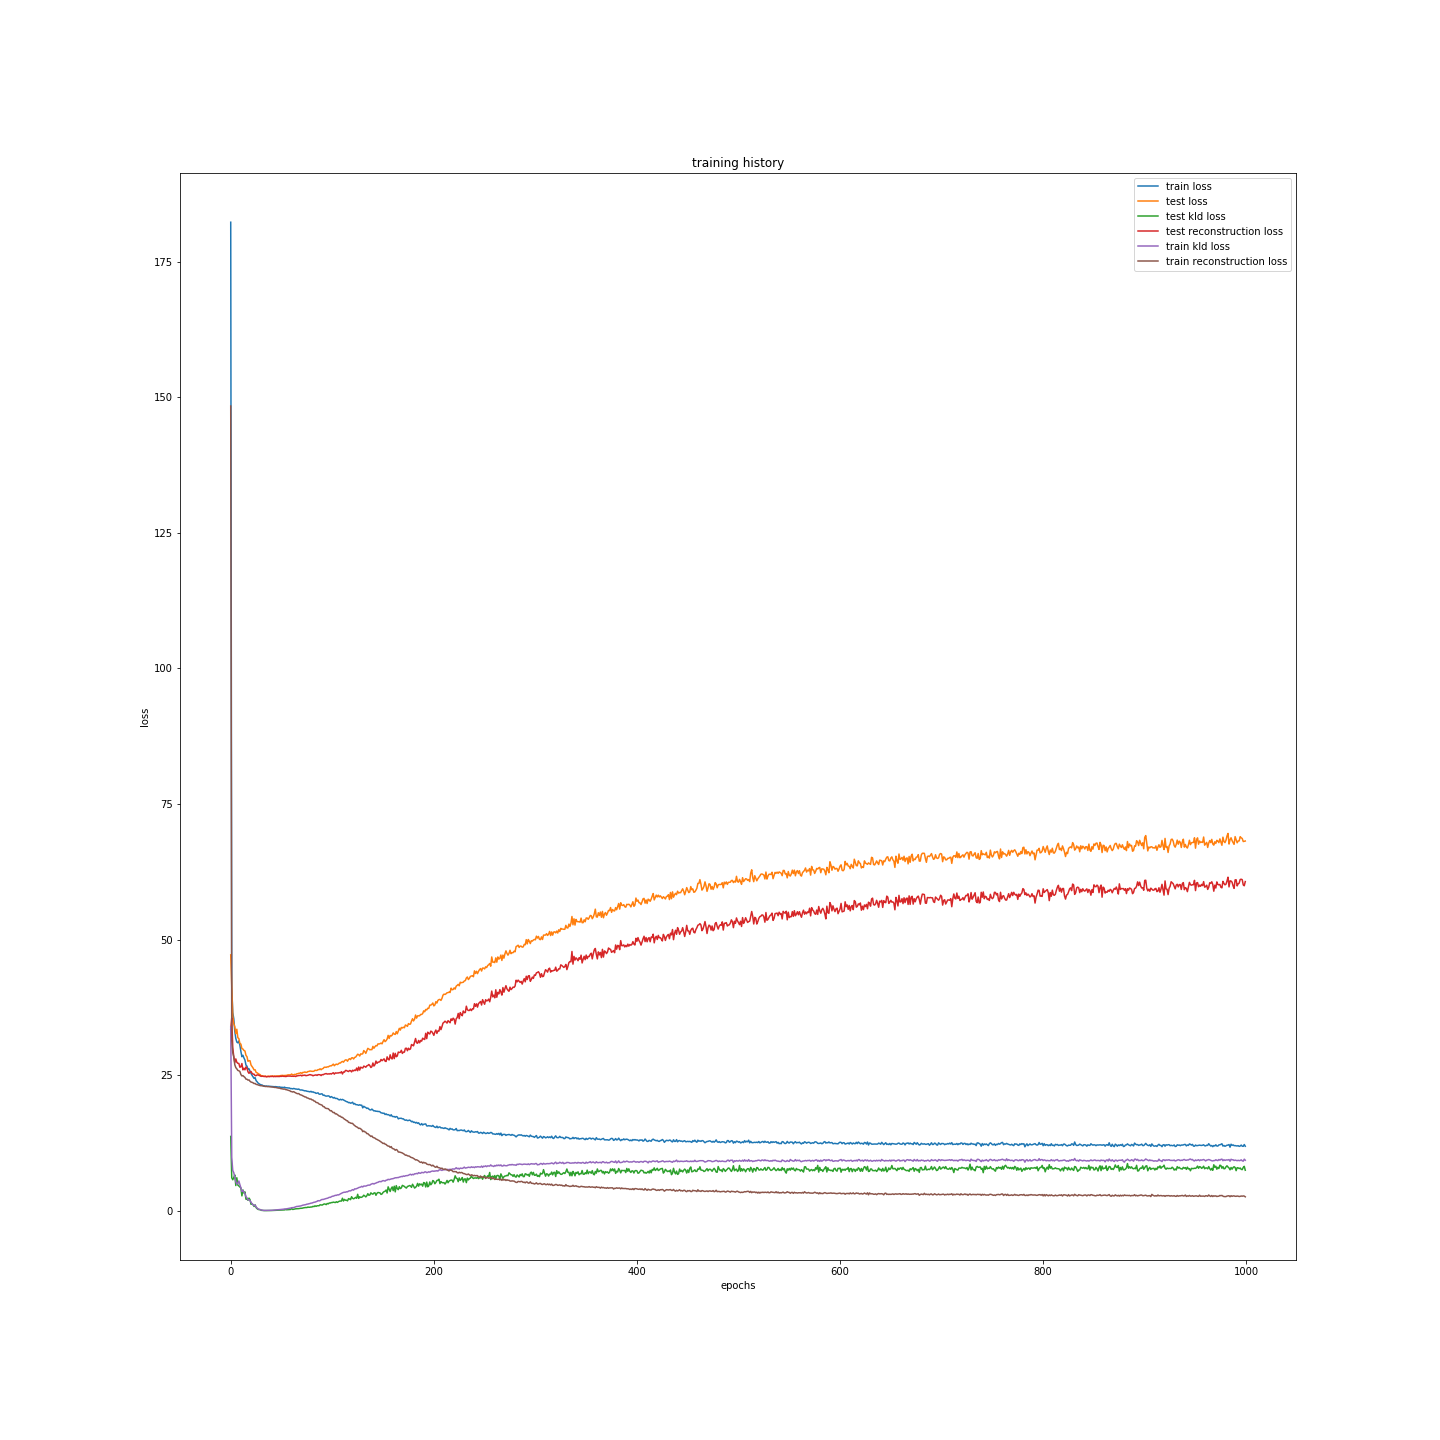 training history
train loss
test loss
test kld loss
test reconstruction loss
train kld loss
train reconstruction loss
175
150
125
100
75
50
25
0
loss
0 200 400 600 800 1000
epochs